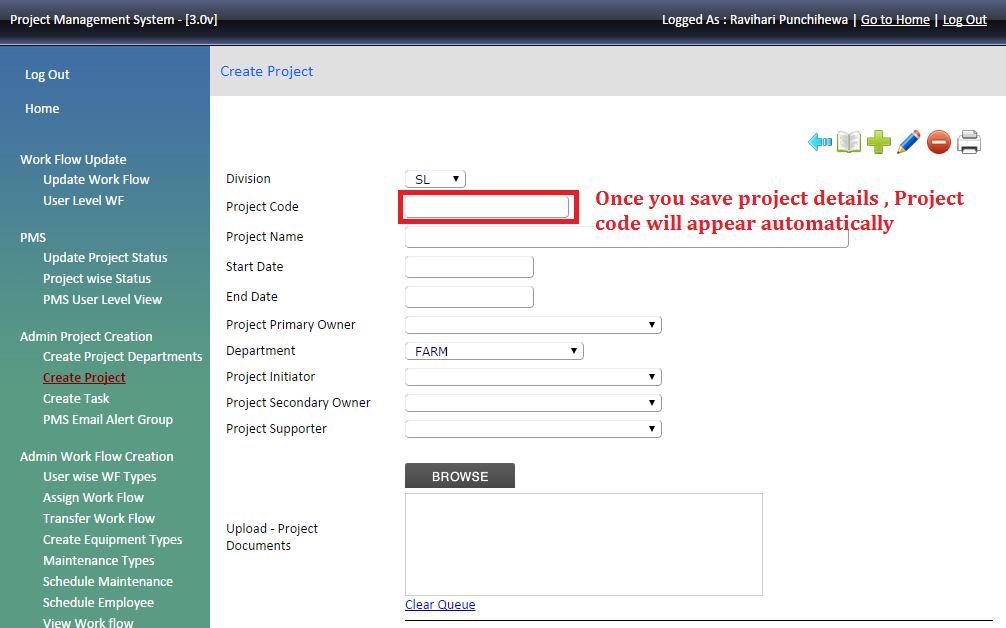 Project Management System - [3.0v]
Logged As : Ravihari Punchihewa | Go to Home | Log Out
Log Out
Home
Work Flow Update
Update Work Flow
User Level WF
PMS
Update Project Status
Project wise Status
PMS User Level View
Admin Project Creation
Create Project Departments
Create Project
Create Task
PMS Email Alert Group
Admin Work Flow Creation
User wise WF Types
Assign Work Flow
Transfer Work Flow
Create Equipment Types
Maintenance Types
Schedule Maintenance
Schedule Employee
View Work flow
Create Project
Division
SL
Project Code
Once you save project details , Project
code will appear automatically
Project Name
Start Date
End Date
Project Primary Owner
Department
FARM
Project Initiator
Project Secondary Owner
Project Supporter
BROWSE
Upload - Project
Documents
Clear Queue